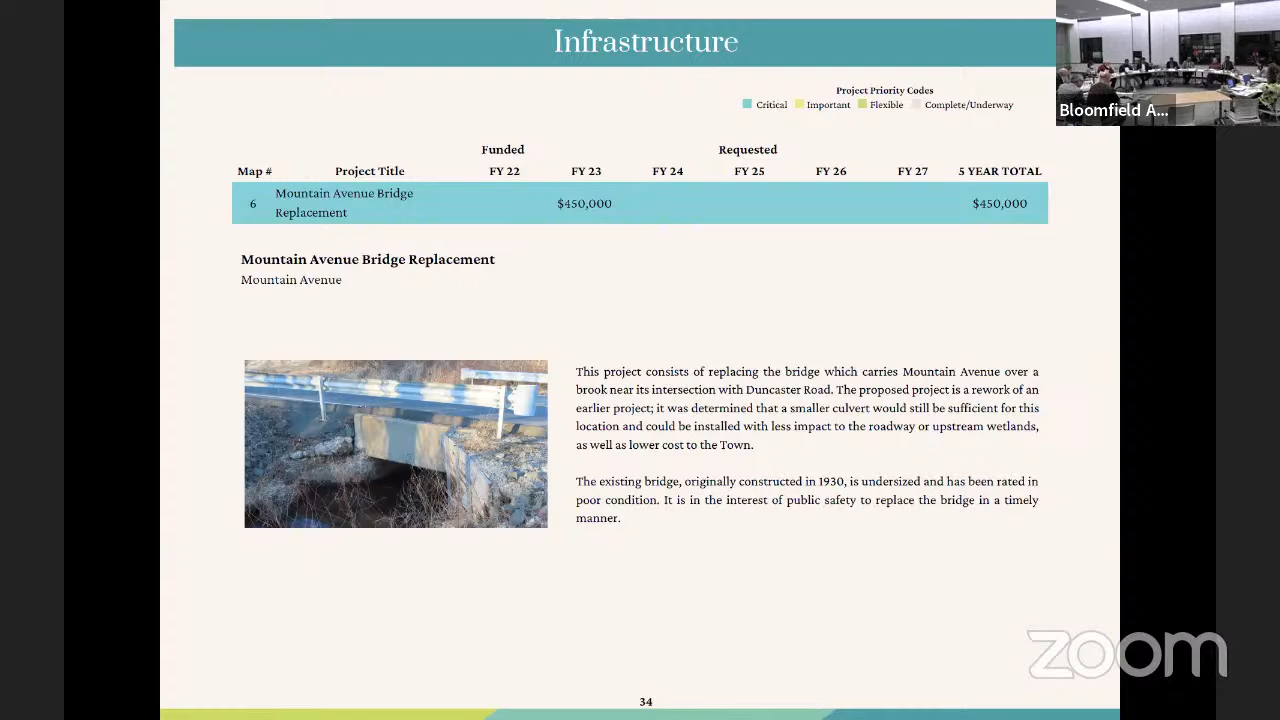 Infrastructure
Project Priority Codes
Critical Important Flexible Complete/Underway
Bloomfield A...
Funded Requested
Map # Project Title FY 22 FY 23 FY 24 FY 25 FY 26 FY 27 5 YEAR TOTAL
6 Mountain Avenue Bridge Replacement $450,000 $450,000
Mountain Avenue Bridge Replacement
Mountain Avenue
This project consists of replacing the bridge which carries Mountain Avenue over a
brook near its intersection with Duncaster Road. The proposed project is a rework of an
earlier project; it was determined that a smaller culvert would still be sufficient for this
location and could be installed with less impact to the roadway or upstream wetlands,
as well as lower cost to the Town.
The existing bridge, originally constructed in 1930, is undersized and has been rated in
poor condition. It is in the interest of public safety to replace the bridge in a timely
manner.
zoom
34